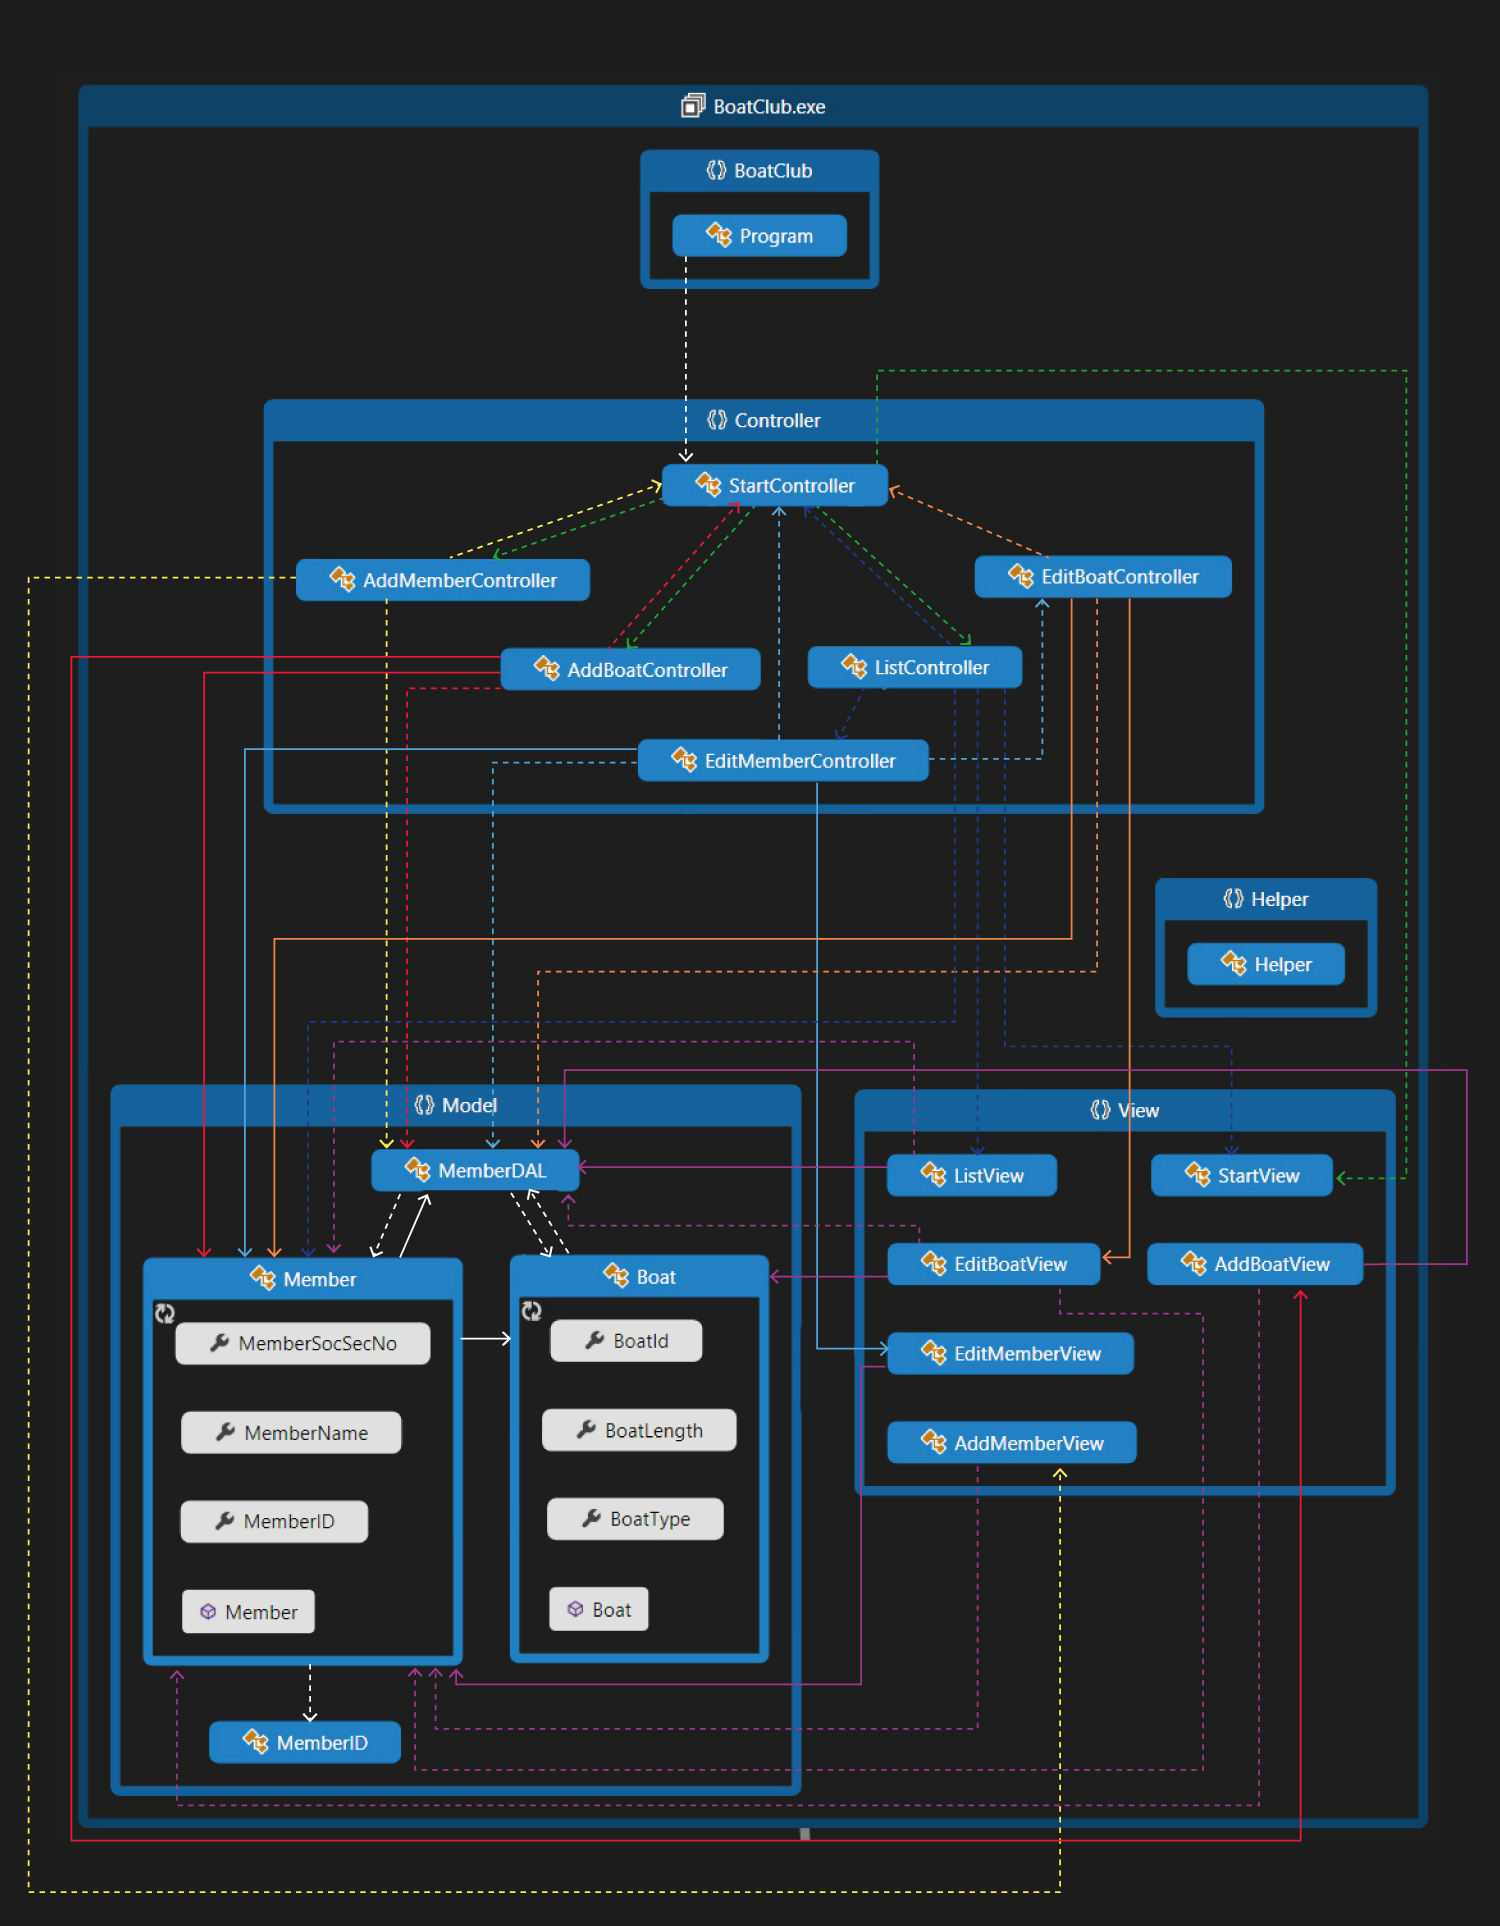 BoatClub.exe
{} BoatClub
Program
{} Controller
StartController
AddMemberController
EditBoatController
AddBoatController
ListController
EditMemberController
{} Helper
Helper
{} Model
MemberDAL
Member
MemberSocSecNo
MemberName
MemberID
Member
Boat
BoatId
BoatLength
BoatType
Boat
MemberID
{} View
ListView
StartView
EditBoatView
AddBoatView
EditMemberView
AddMemberView